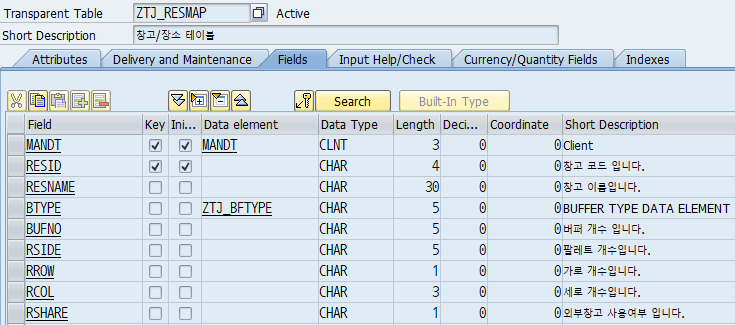 Transparent Table ZTJ_RESMAP Active
Short Description 창고/장소 테이블
Attributes Delivery and Maintenance Fields Input Help/Check Currency/Quantity Fields Indexes
Search Built-In Type
Field Key Ini... Data element Data Type Length Deci... Coordinate Short Description
MANDT MANDT CLNT 3 0 0 Client
RESID CHAR 4 0 0 창고 코드 입니다.
RESNAME CHAR 30 0 0 창고 이름입니다.
BTYPE ZTJ_BFTYPE CHAR 5 0 0 BUFFER TYPE DATA ELEMENT
BUFNO CHAR 5 0 0 버퍼 개수 입니다.
RSIDE CHAR 5 0 0 팔레트 개수입니다.
RROW CHAR 1 0 0 가로 개수입니다.
RCOL CHAR 3 0 0 세로 개수입니다.
RSHARE CHAR 1 0 0 외부창고 사용여부 입니다.